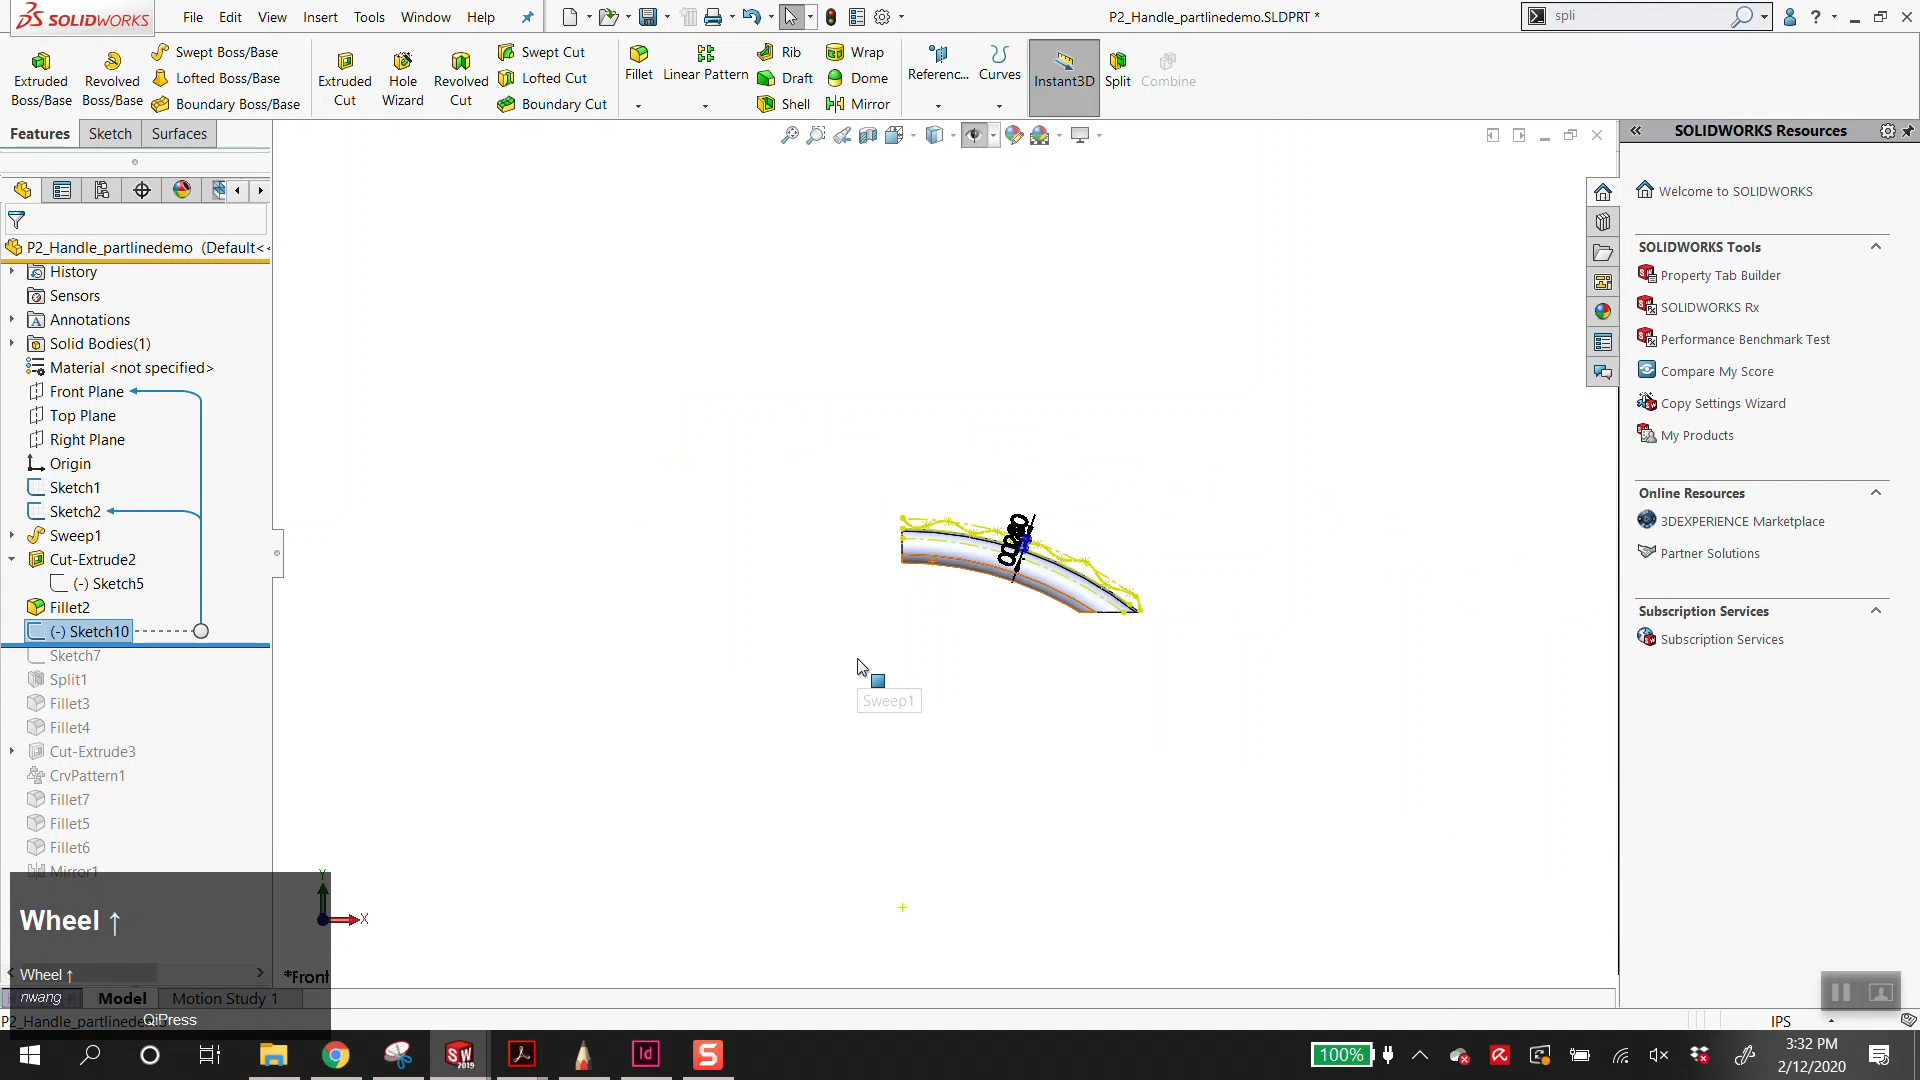 SOLIDWORKS
File Edit View Insert Tools Window Help
P2_Handle_partlinedemo.SLDPRT *
spli
Extruded Boss/Base
Revolved Boss/Base
Swept Boss/Base
Lofted Boss/Base
Boundary Boss/Base
Extruded Cut
Hole Wizard
Revolved Cut
Swept Cut
Lofted Cut
Boundary Cut
Fillet
Linear Pattern
Rib
Draft
Shell
Wrap
Dome
Mirror
Referenc...
Curves
Instant3D
Split
Combine
Features Sketch Surfaces
P2_Handle_partlinedemo (Default<<
History
Sensors
Annotations
Solid Bodies(1)
Material <not specified>
Front Plane
Top Plane
Right Plane
Origin
Sketch1
Sketch2
Sweep1
Cut-Extrude2
(-) Sketch5
Fillet2
(-) Sketch10
Sketch7
Split1
Fillet3
Fillet4
Cut-Extrude3
CrvPattern1
Fillet7
Fillet5
Fillet6
Mirror1
Sweep1
Y
X
*Front
Wheel ↑
Wheel ↑
nwang
QiPress
Model Motion Study 1
P2_Handle_partlinede
IPS
SOLIDWORKS Resources
Welcome to SOLIDWORKS
SOLIDWORKS Tools
Property Tab Builder
SOLIDWORKS Rx
Performance Benchmark Test
Compare My Score
Copy Settings Wizard
My Products
Online Resources
3DEXPERIENCE Marketplace
Partner Solutions
Subscription Services
Subscription Services
SW
2019
Id
S
100%
3:32 PM
2/12/2020